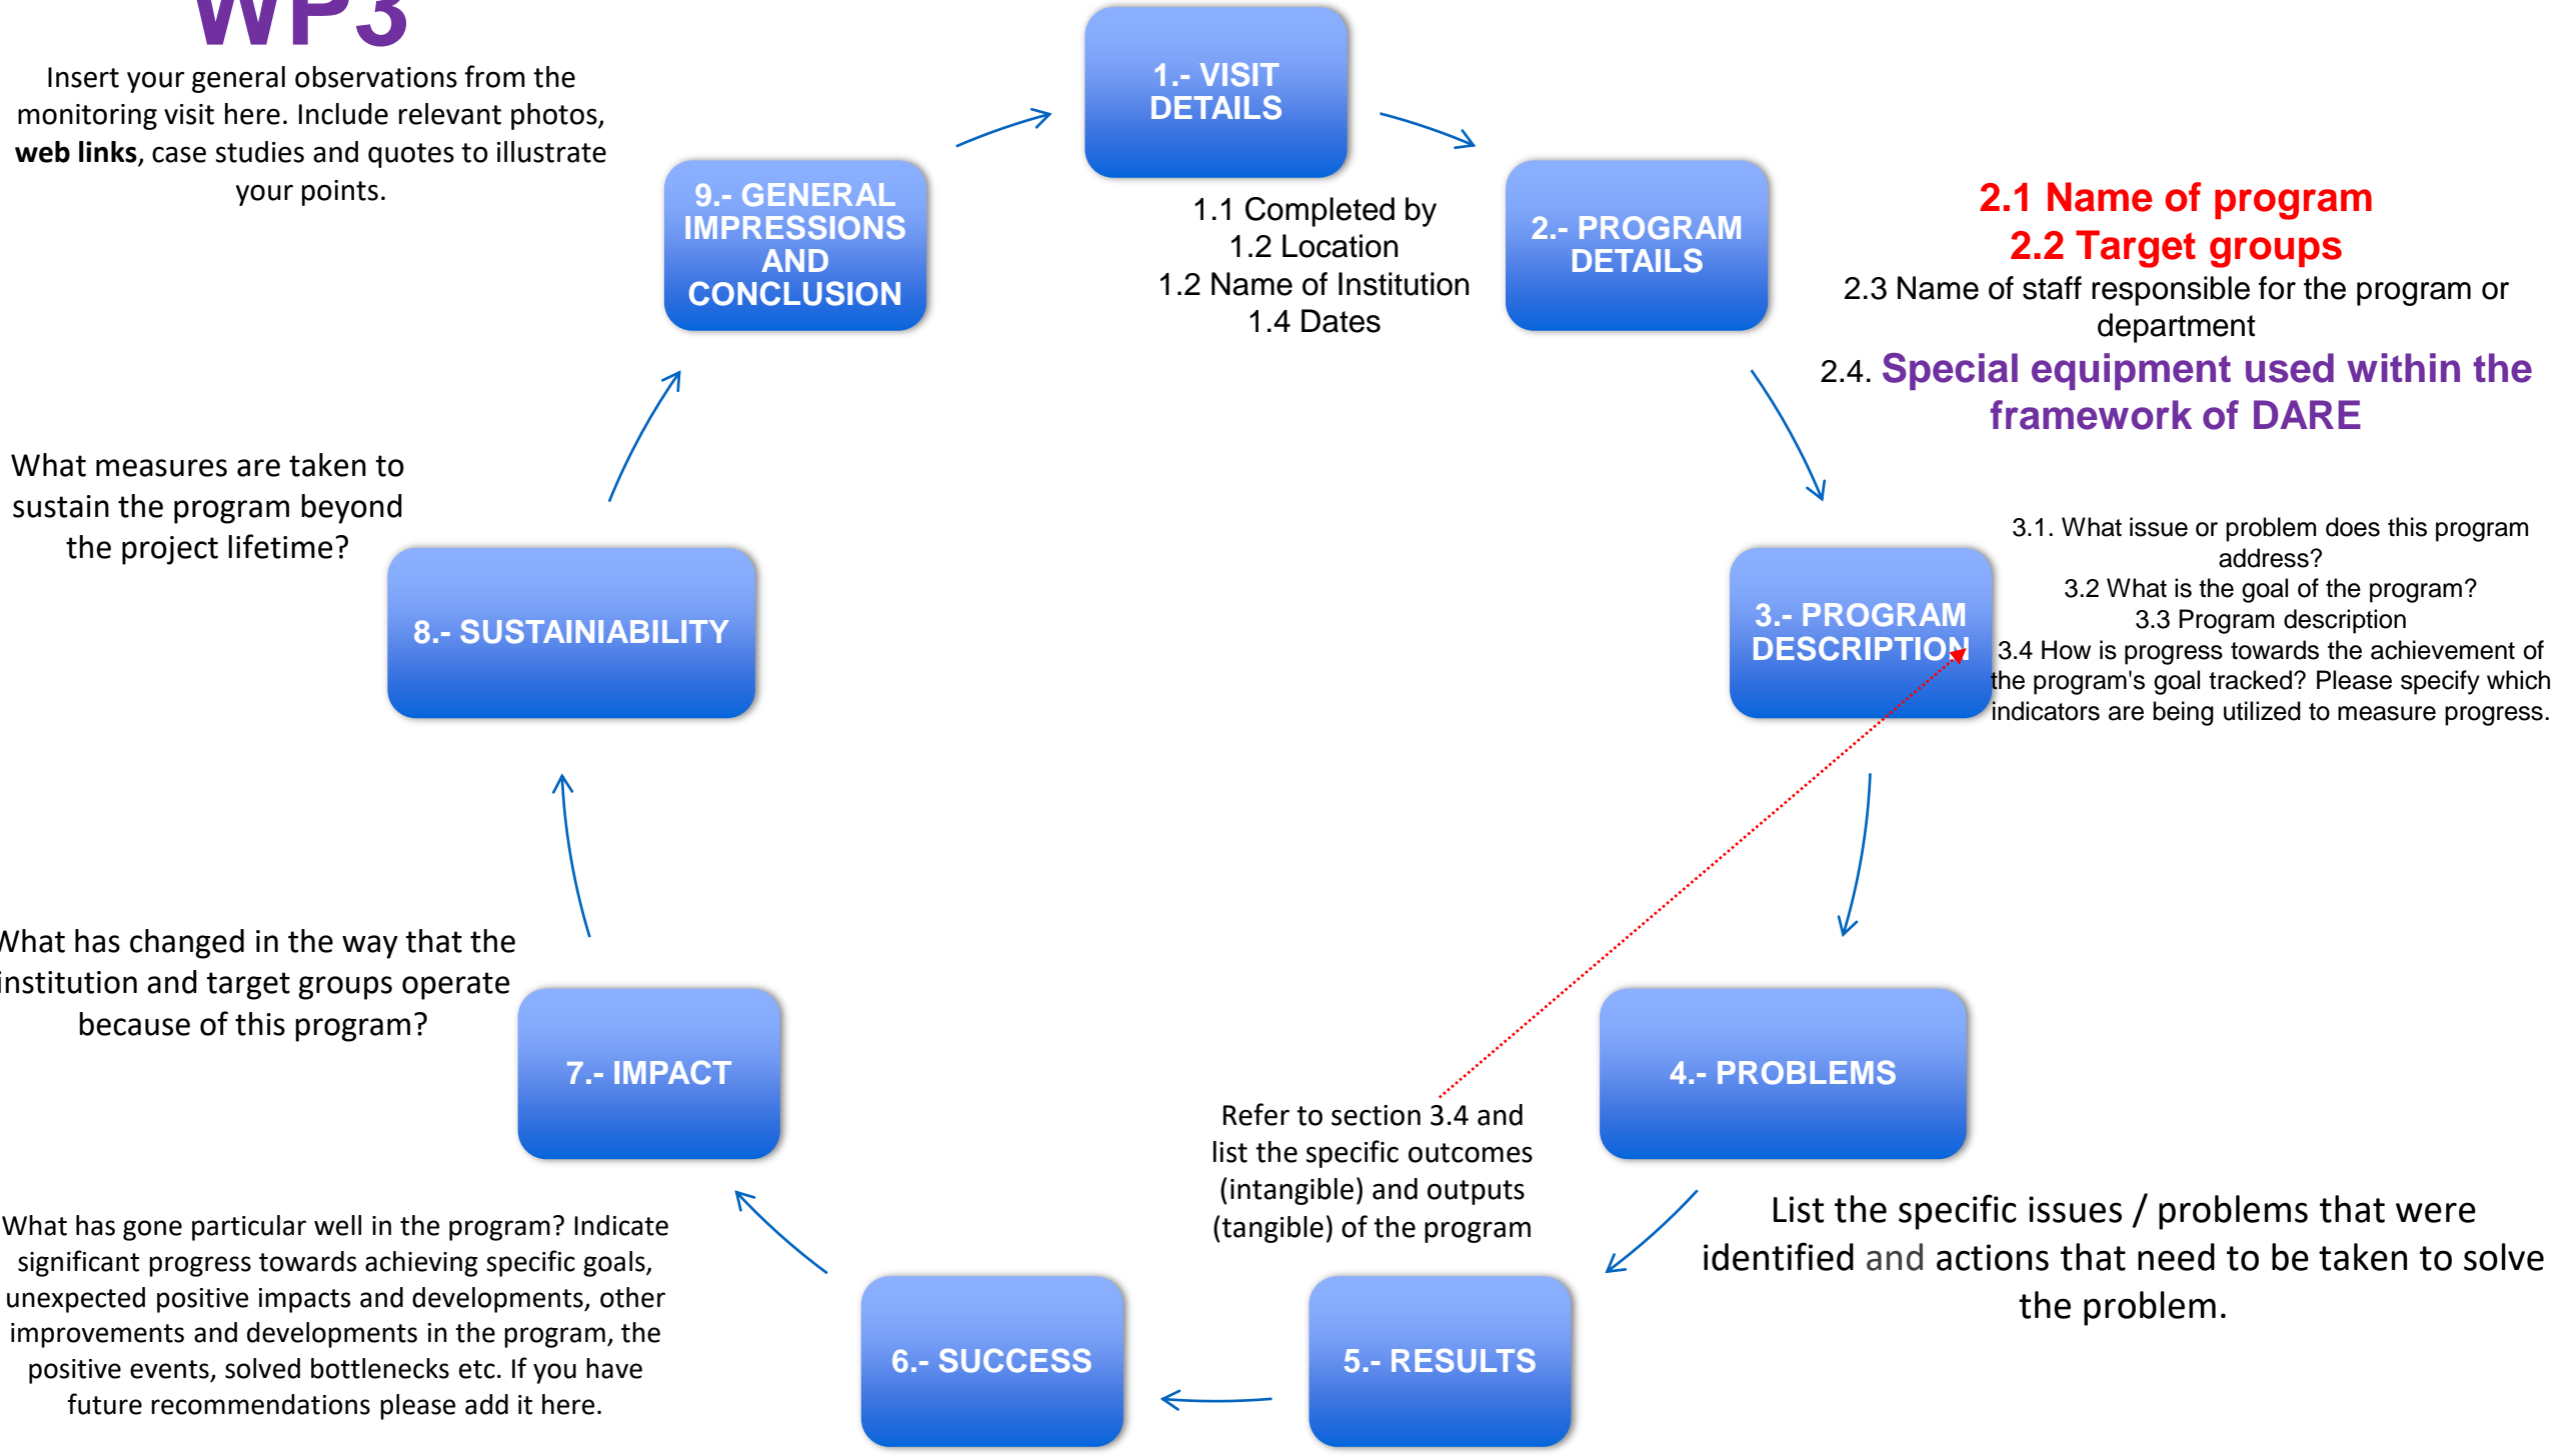 WP3
Insert your general observations from the
monitoring visit here. Include relevant photos,
web links, case studies and quotes to illustrate
your points.
1.- VISIT
DETAILS
1.1 Completed by
1.2 Location
1.2 Name of Institution
1.4 Dates
2.- PROGRAM
DETAILS
2.1 Name of program
2.2 Target groups
2.3 Name of staff responsible for the program or
department
2.4. Special equipment used within the
framework of DARE
3.- PROGRAM
DESCRIPTION
3.1. What issue or problem does this program
address?
3.2 What is the goal of the program?
3.3 Program description
3.4 How is progress towards the achievement of
the program's goal tracked? Please specify which
indicators are being utilized to measure progress.
4.- PROBLEMS
List the specific issues / problems that were
identified and actions that need to be taken to solve
the problem.
5.- RESULTS
Refer to section 3.4 and
list the specific outcomes
(intangible) and outputs
(tangible) of the program
6.- SUCCESS
What has gone particular well in the program? Indicate
significant progress towards achieving specific goals,
unexpected positive impacts and developments, other
improvements and developments in the program, the
positive events, solved bottlenecks etc. If you have
future recommendations please add it here.
7.- IMPACT
What has changed in the way that the
institution and target groups operate
because of this program?
8.- SUSTAINIABILITY
What measures are taken to
sustain the program beyond
the project lifetime?
9.- GENERAL
IMPRESSIONS
AND
CONCLUSION